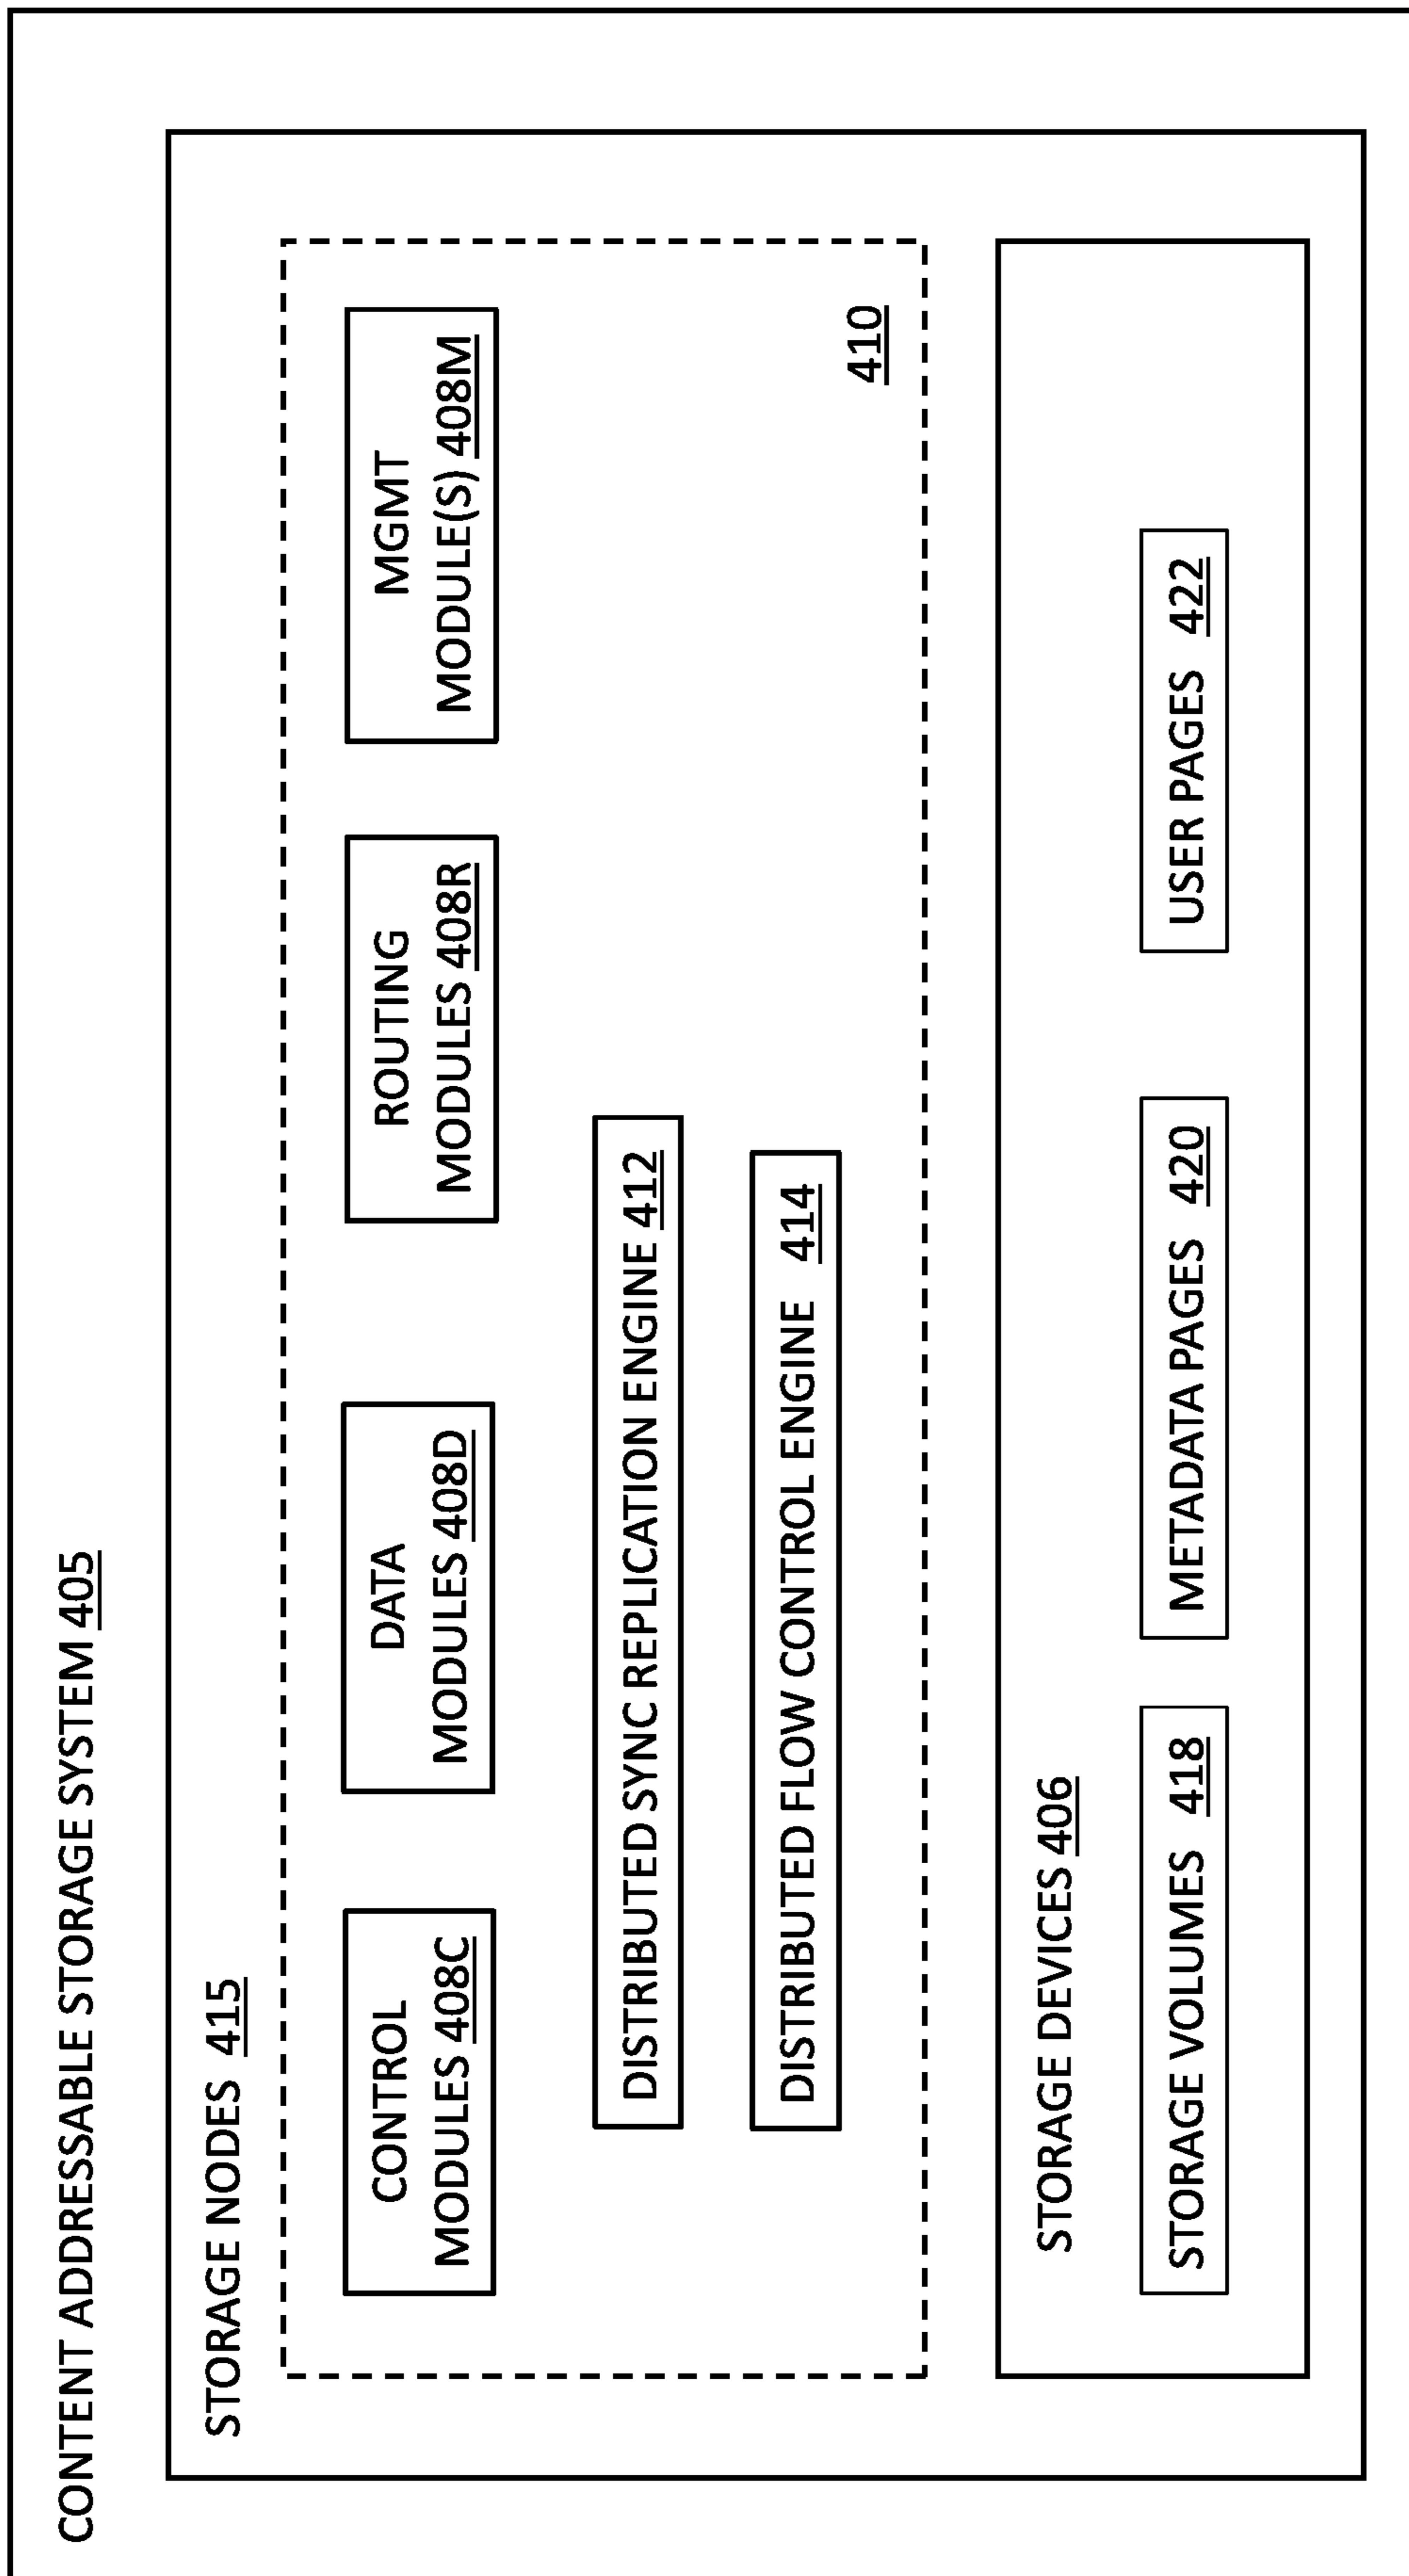 CONTENT ADDRESSABLE STORAGE SYSTEM 405
STORAGE NODES 415
CONTROL
MODULES 408C
DATA
MODULES 408D
ROUTING
MODULES 408R
MGMT
MODULE(S) 408M
DISTRIBUTED SYNC REPLICATION ENGINE 412
DISTRIBUTED FLOW CONTROL ENGINE 414
410
STORAGE DEVICES 406
STORAGE VOLUMES 418
METADATA PAGES 420
USER PAGES 422